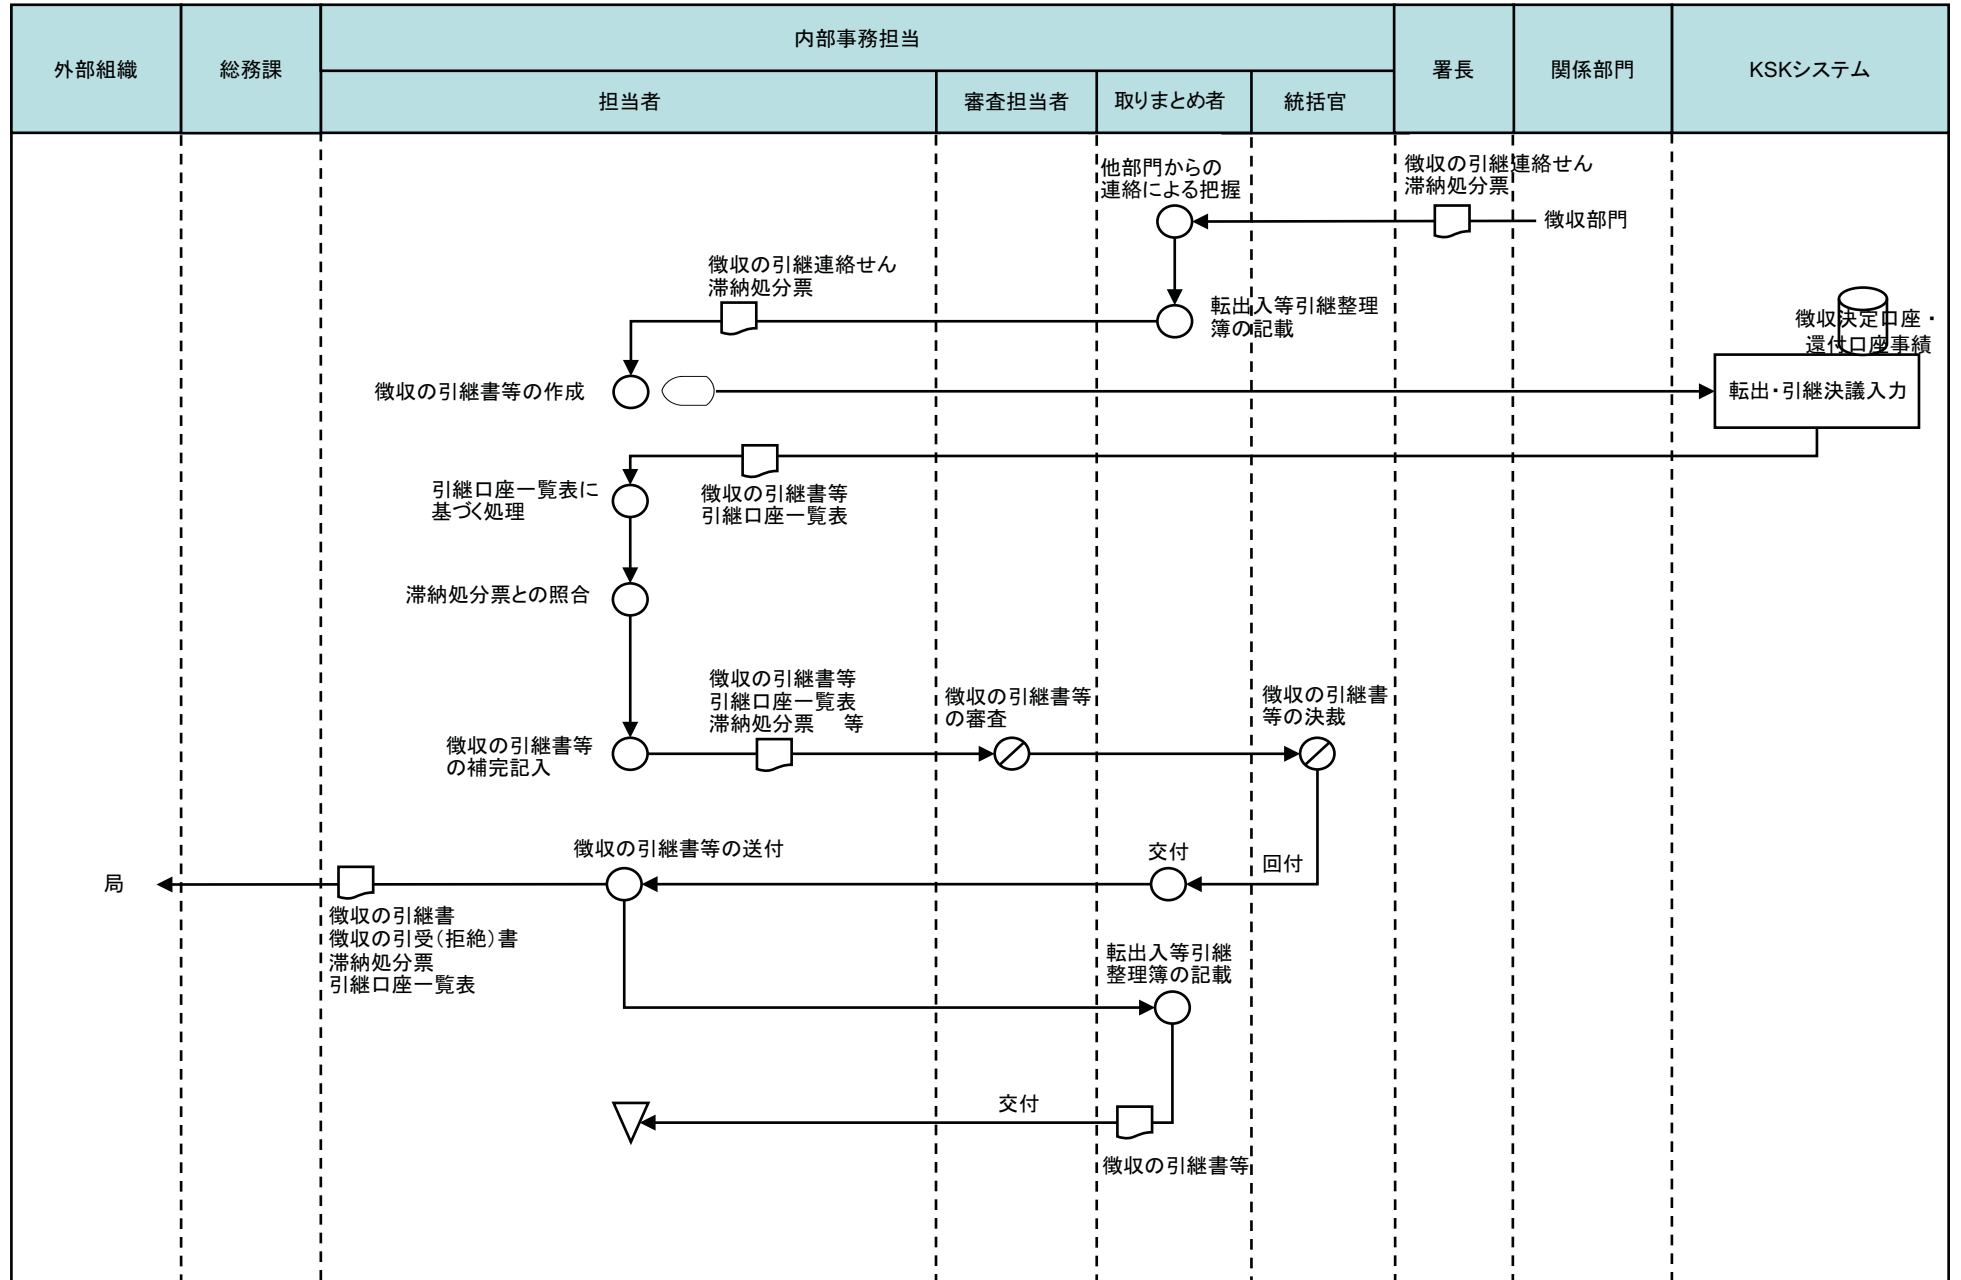 外部組織
総務課
内部事務担当
担当者
審査担当者
取りまとめ者
統括官
署長
関係部門
KSKシステム
他部門からの
連絡による把握
徴収の引継連絡せん
滞納処分票
徴収部門
徴収の引継連絡せん
滞納処分票
転出入等引継整理
簿の記載
徴収決定口座・
還付口座事績
徴収の引継書等の作成
転出・引継決議入力
引継口座一覧表に
基づく処理
徴収の引継書等
引継口座一覧表
滞納処分票との照合
徴収の引継書等
引継口座一覧表
滞納処分票　等
徴収の引継書等
の審査
徴収の引継書
等の決裁
徴収の引継書等
の補完記入
徴収の引継書等の送付
交付
回付
局
徴収の引継書
徴収の引受(拒絶)書
滞納処分票
引継口座一覧表
転出入等引継
整理簿の記載
交付
徴収の引継書等